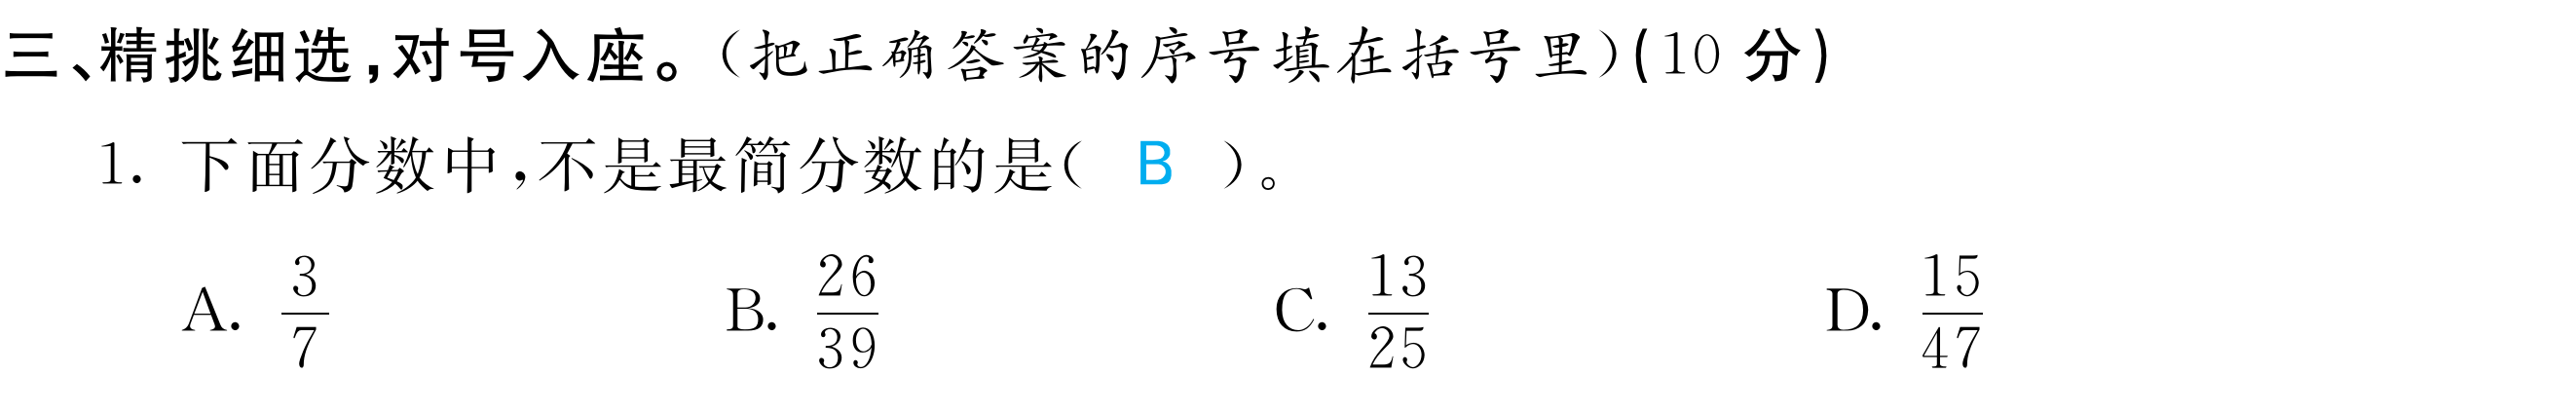 三、精挑细选,对号入座。(把正确答案的序号填在括号里)(10 分)
1. 下面分数中,不是最简分数的是( B )。
A. 3/7 B. 26/39 C. 13/25 D. 15/47